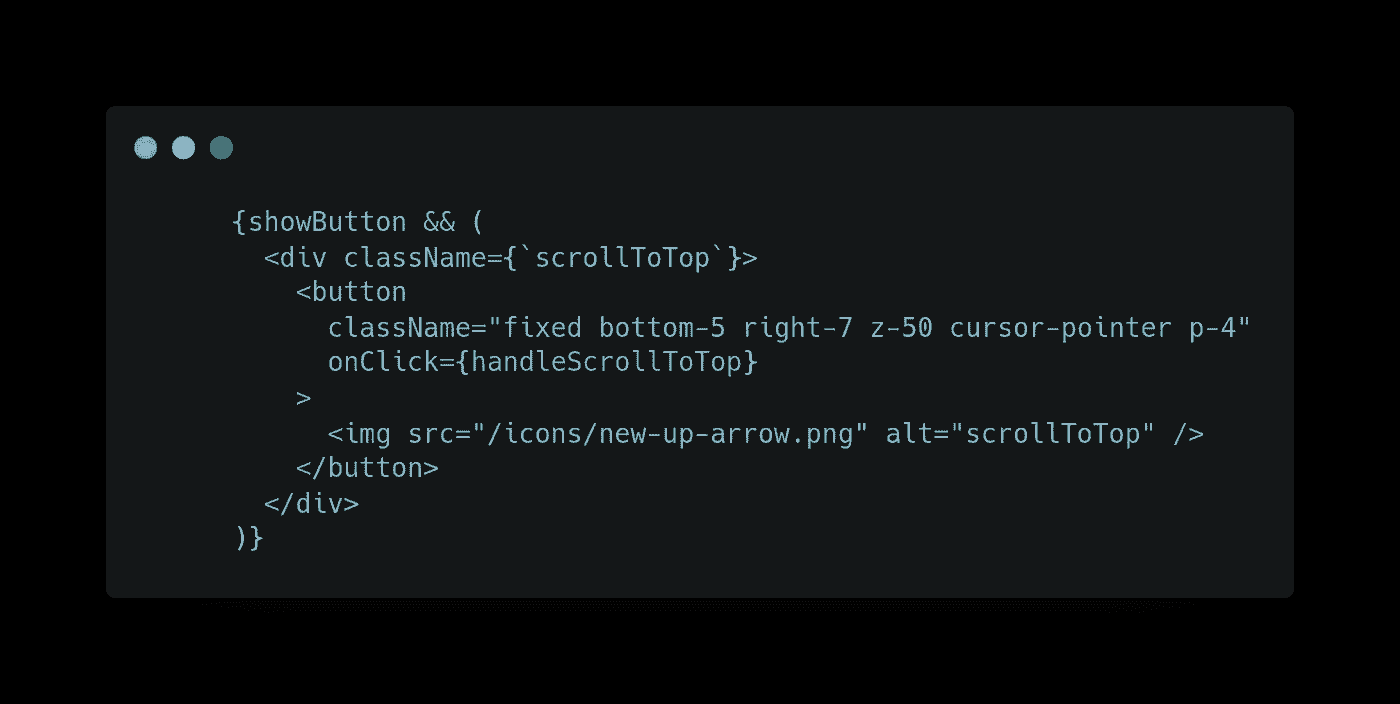 {showButton && (
<div className={`scrollToTop`}>
<button
className="fixed bottom-5 right-7 z-50 cursor-pointer p-4"
onClick={handleScrollToTop}
>
<img src="/icons/new-up-arrow.png" alt="scrollToTop" />
</button>
</div>
)}